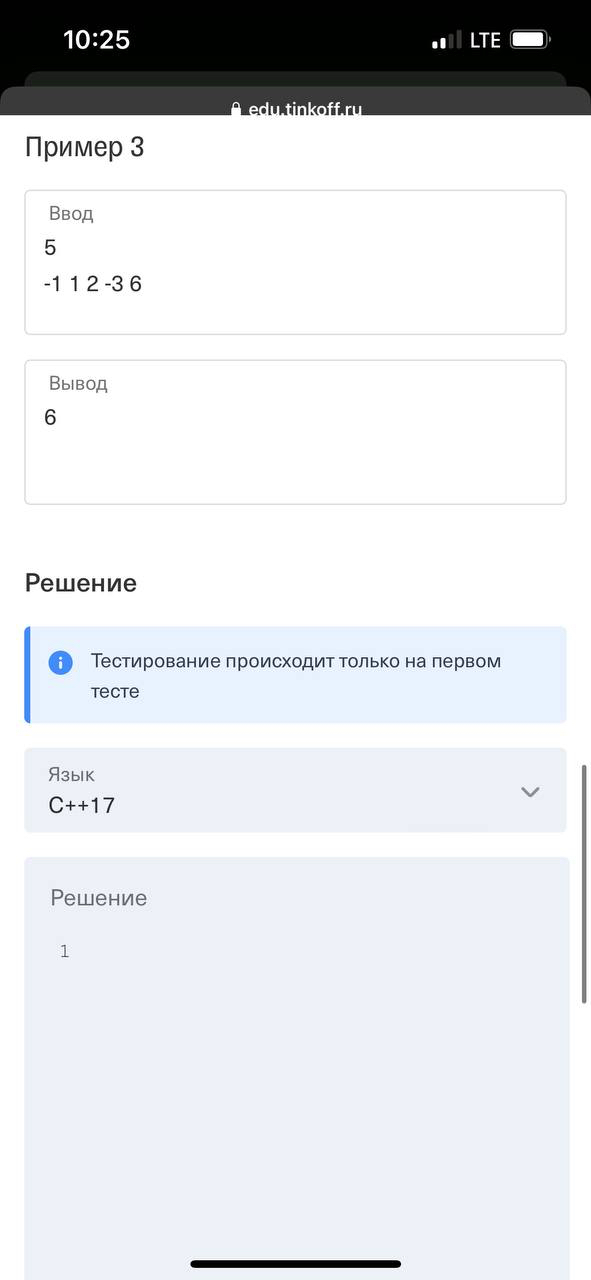 10:25
LTE
edu.tinkoff.ru
Пример 3
Ввод
5
-1 1 2 -3 6
Вывод
6
Решение
Тестирование происходит только на первом
тесте
Язык
C++17
Решение
1